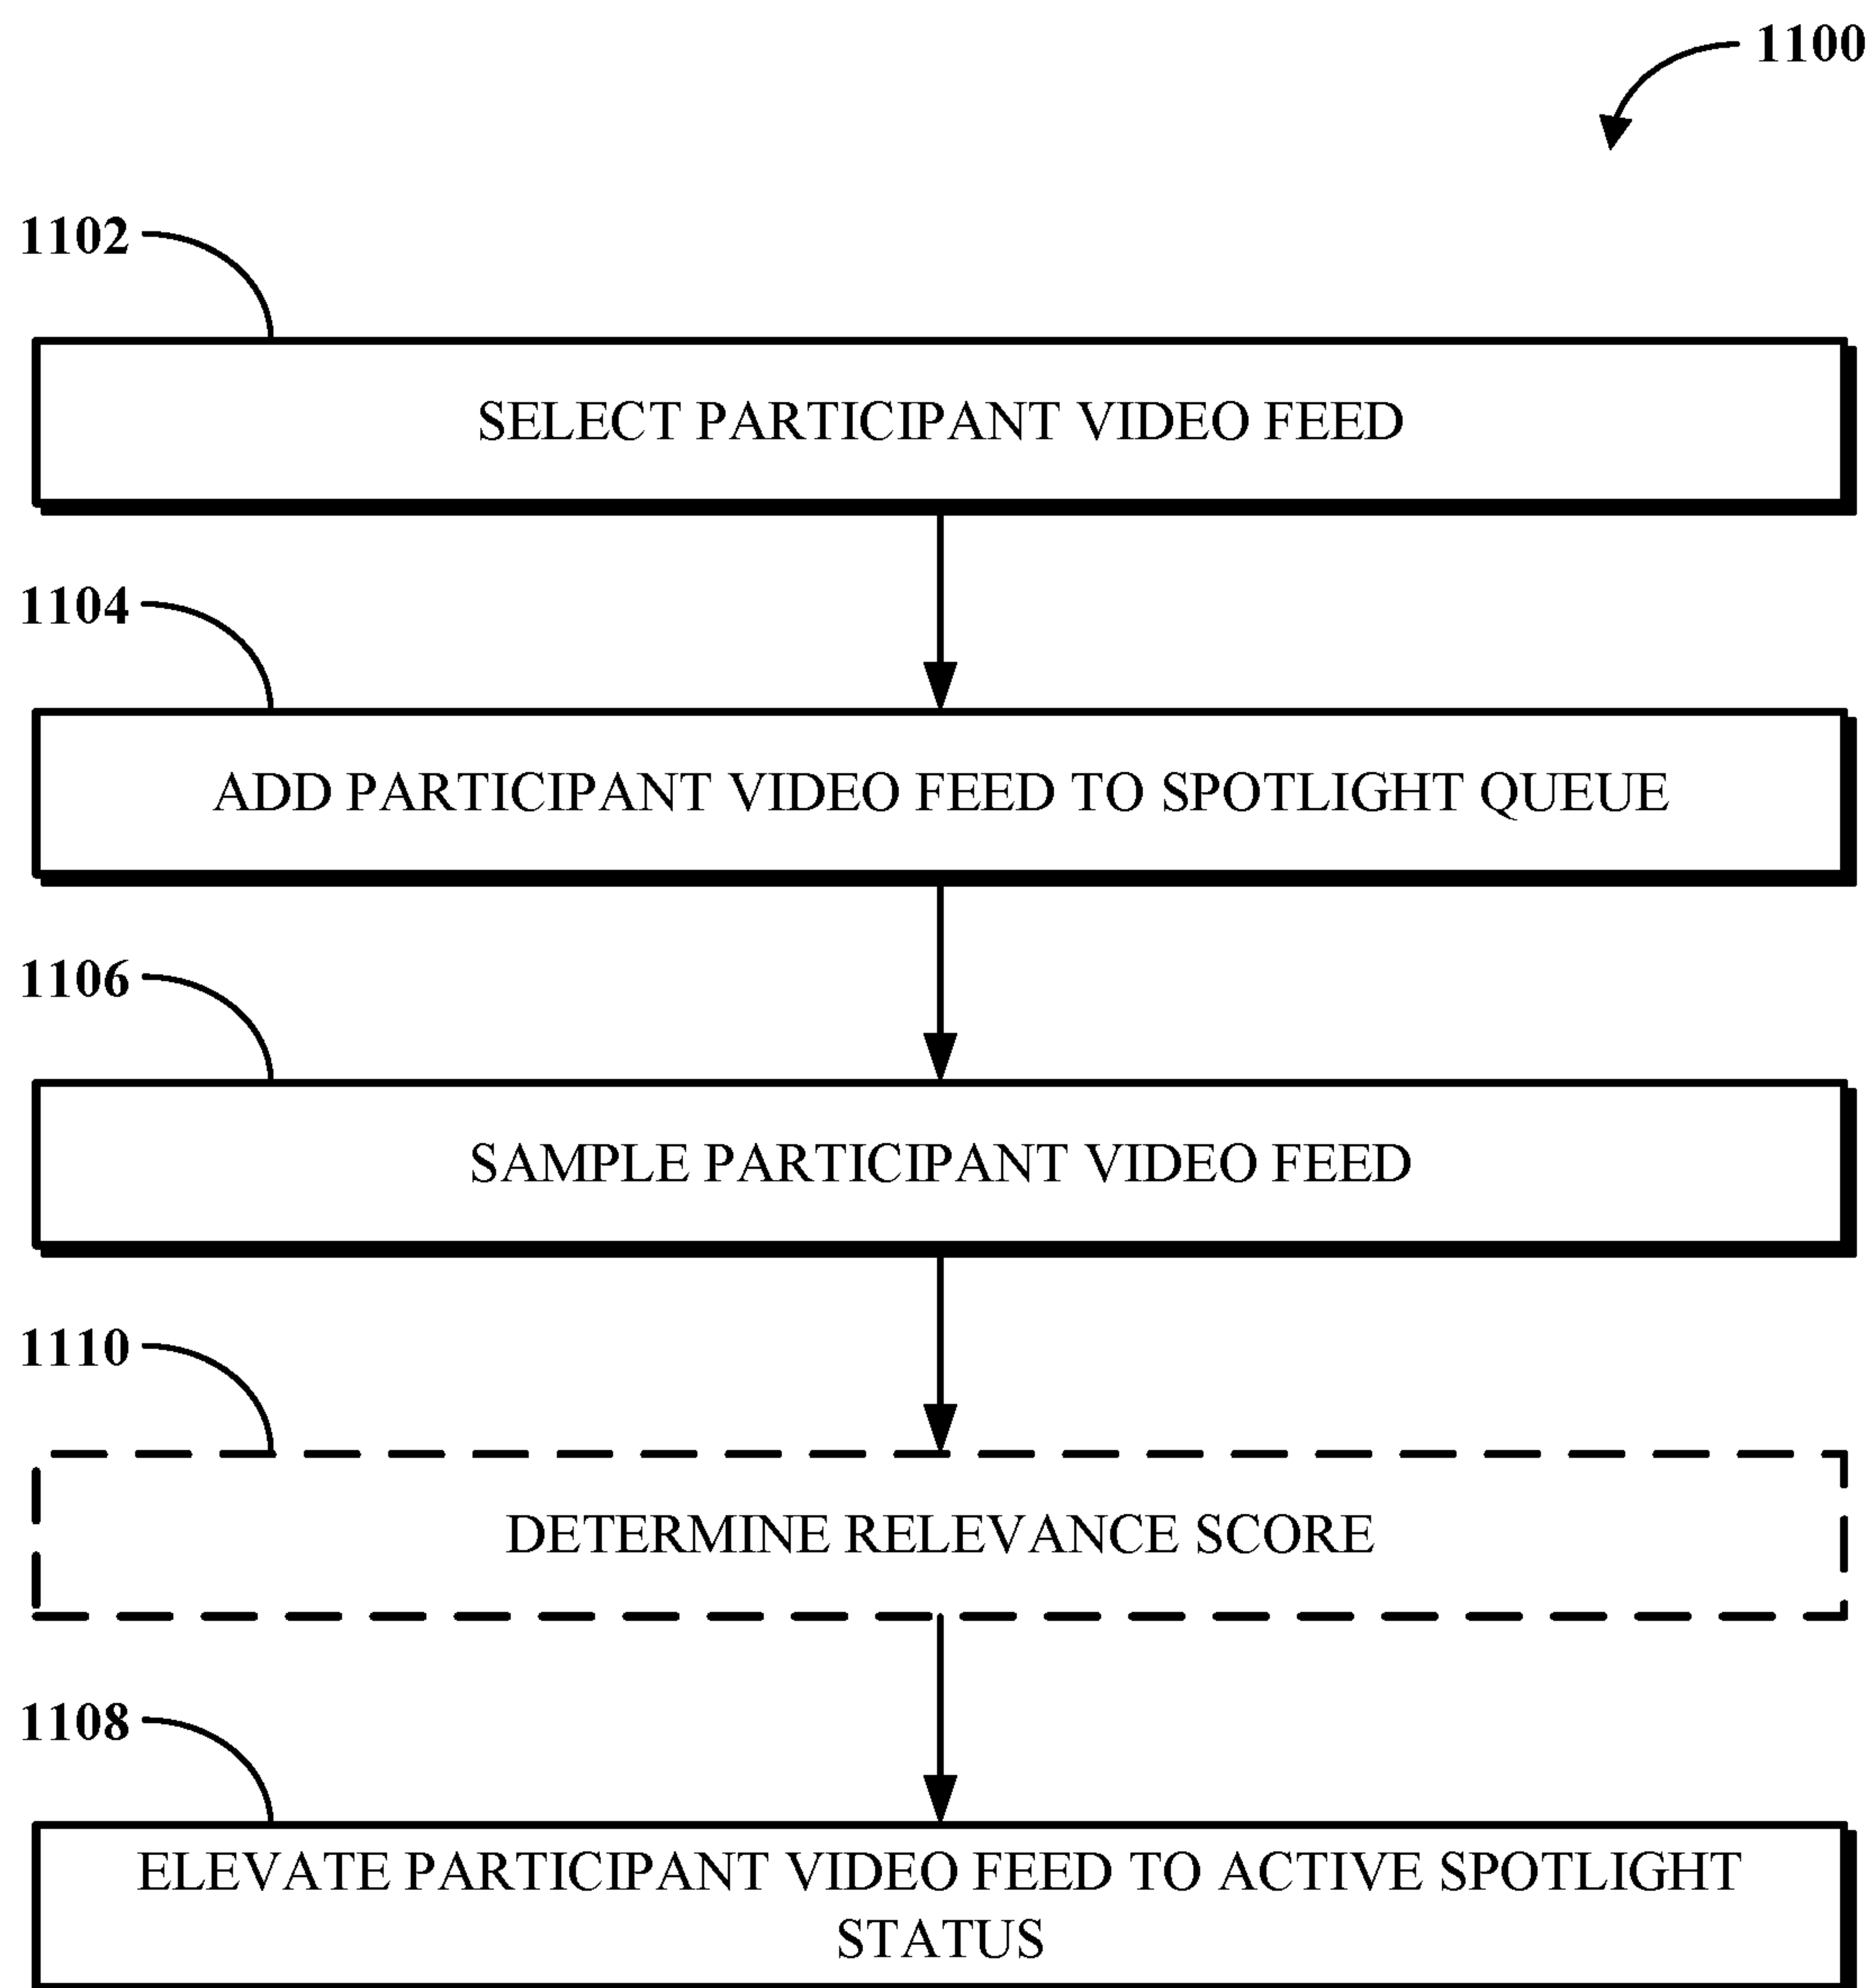 1100
1102
SELECT PARTICIPANT VIDEO FEED
1104
ADD PARTICIPANT VIDEO FEED TO SPOTLIGHT QUEUE
1106
SAMPLE PARTICIPANT VIDEO FEED
1110
DETERMINE RELEVANCE SCORE
1108
ELEVATE PARTICIPANT VIDEO FEED TO ACTIVE SPOTLIGHT
STATUS